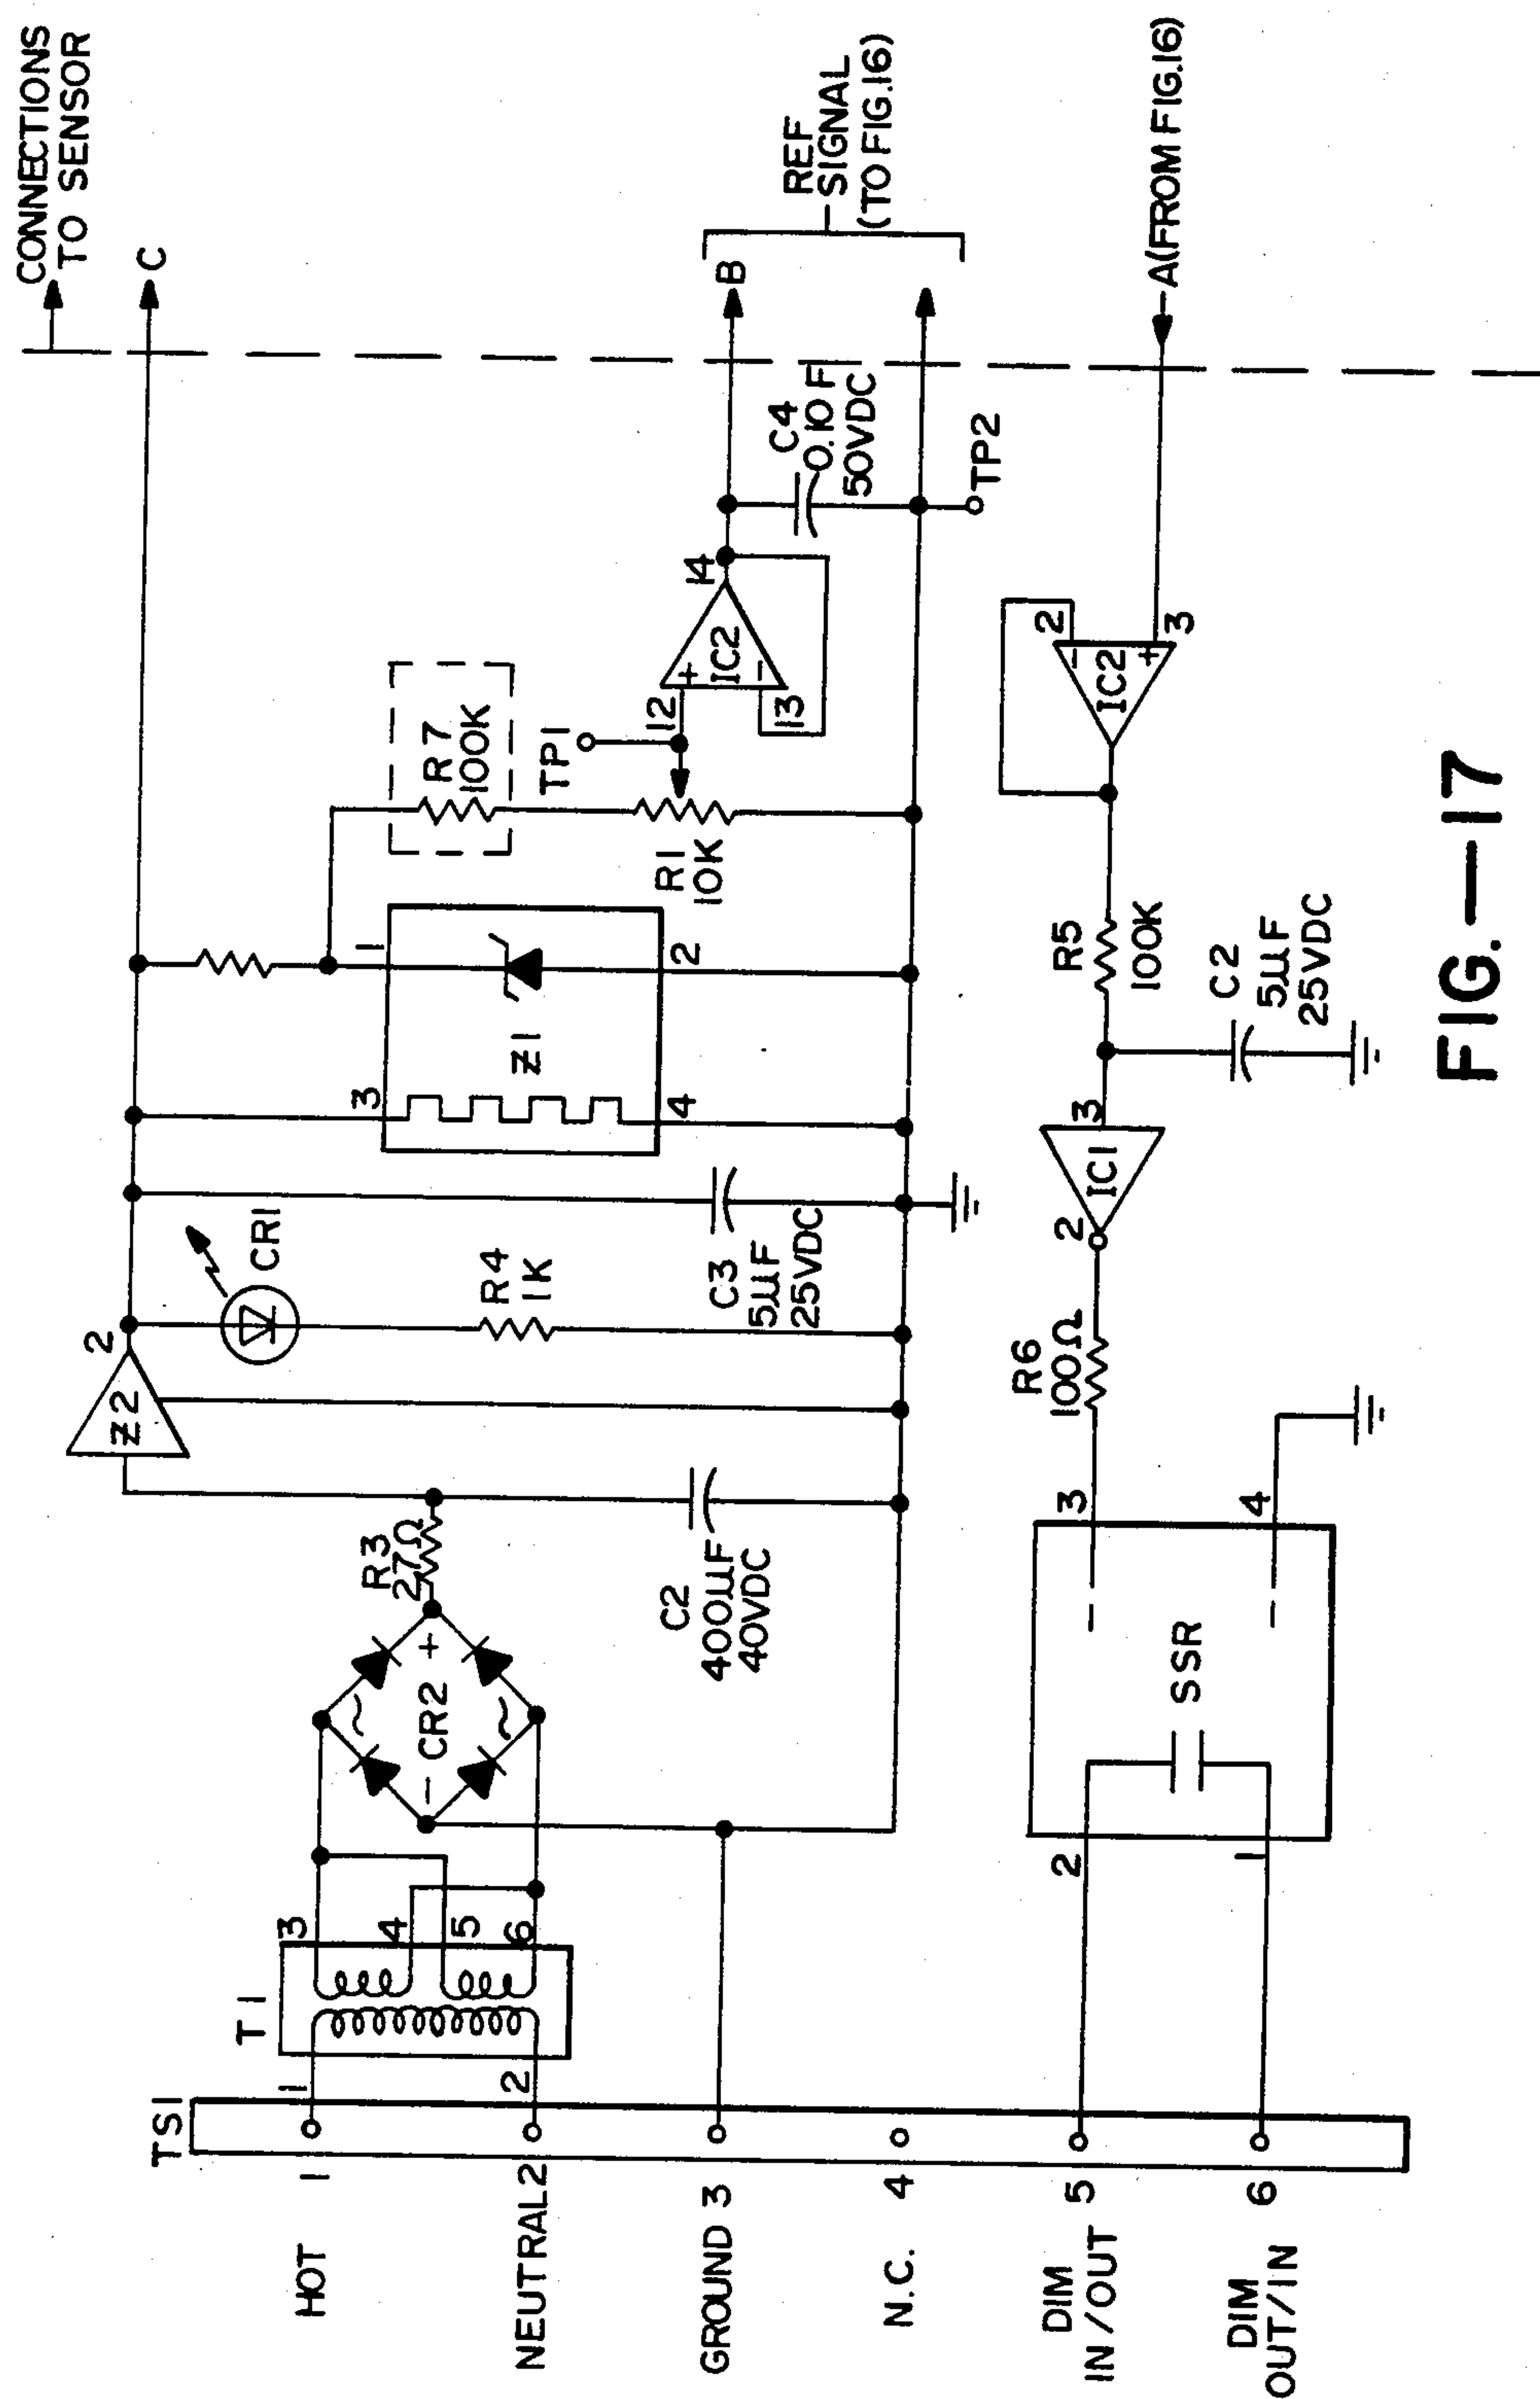 CONNECTIONS
TO SENSOR
C
TS1
HOT
1
1
T1
3
4
5
6
NEUTRAL 2
2
~
+
CR2
-
~
R3
27Ω
Z2
2
CR1
R4
1K
C2
400µF
40VDC
C3
5µF
25VDC
3
Z1
4
1
2
R7
100K
R1
10K
TP1
12
+
IC2
-
13
14
C4
0.10 F
50VDC
TP2
B
REF
SIGNAL
(TO FIG.16)
GROUND 3
N.C. 4
DIM
IN/OUT 5
2
SSR
3
R6
100Ω
2
IC1
3
R5
100K
C2
5µF
25VDC
IC2
-
2
+
3
A(FROM FIG.16)
DIM
OUT/IN
6
1
4
FIG.—17